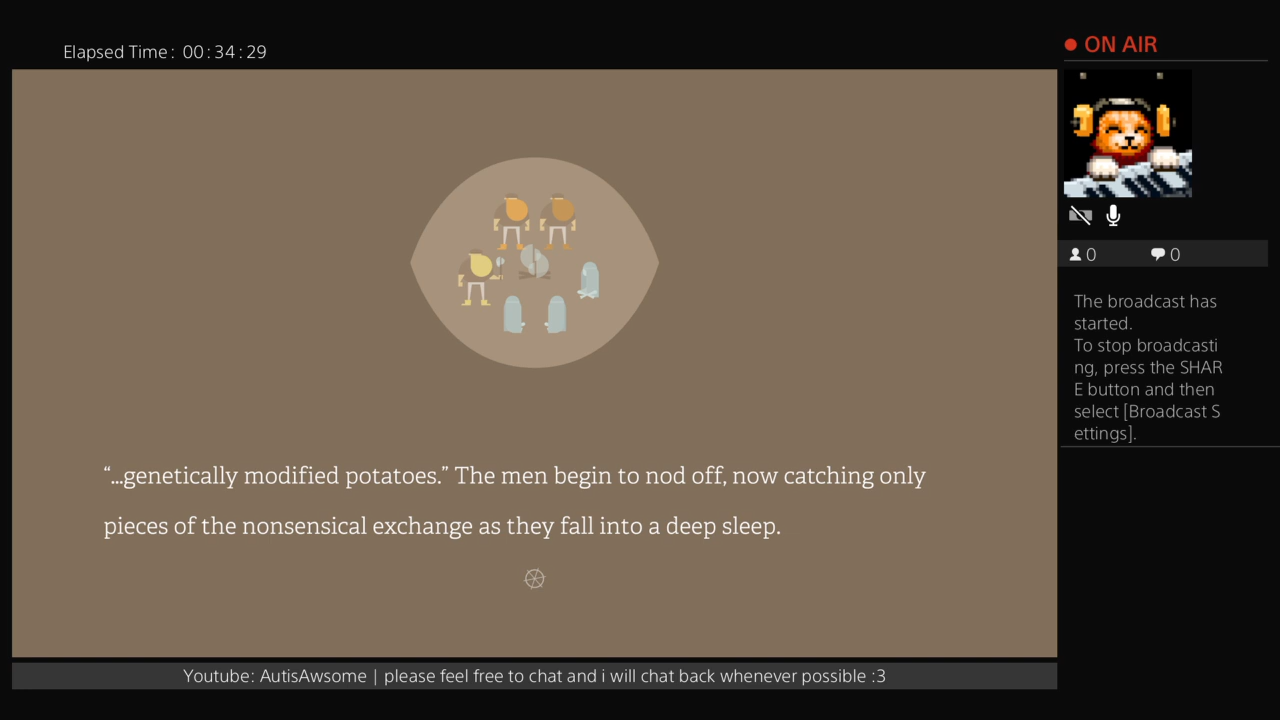 Elapsed Time: 00:34:29
ON AIR
0
0
The broadcast has
started.
To stop broadcasti
ng, press the SHAR
E button and then
select [Broadcast S
ettings].
“...genetically modified potatoes.” The men begin to nod off, now catching only
pieces of the nonsensical exchange as they fall into a deep sleep.
Youtube: AutisAwsome | please feel free to chat and i will chat back whenever possible :3